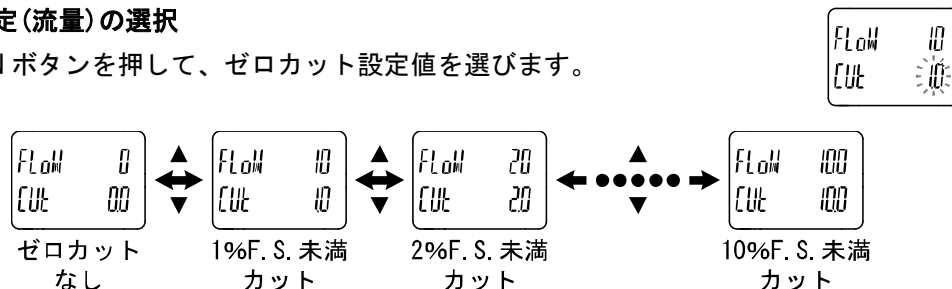 定(流量)の選択
ボタンを押して、ゼロカット設定値を選びます。
FLoW 10
CUt 1.0
FLoW 0 ▲ FLoW 10 ▲ FLoW 20 ▲ FLoW 100
CUt 0.0 ▼ CUt 1.0 ▼ CUt 2.0 ▼ CUt 10.0
ゼロカット 1%F.S.未満 2%F.S.未満 10%F.S.未満
なし カット カット カット